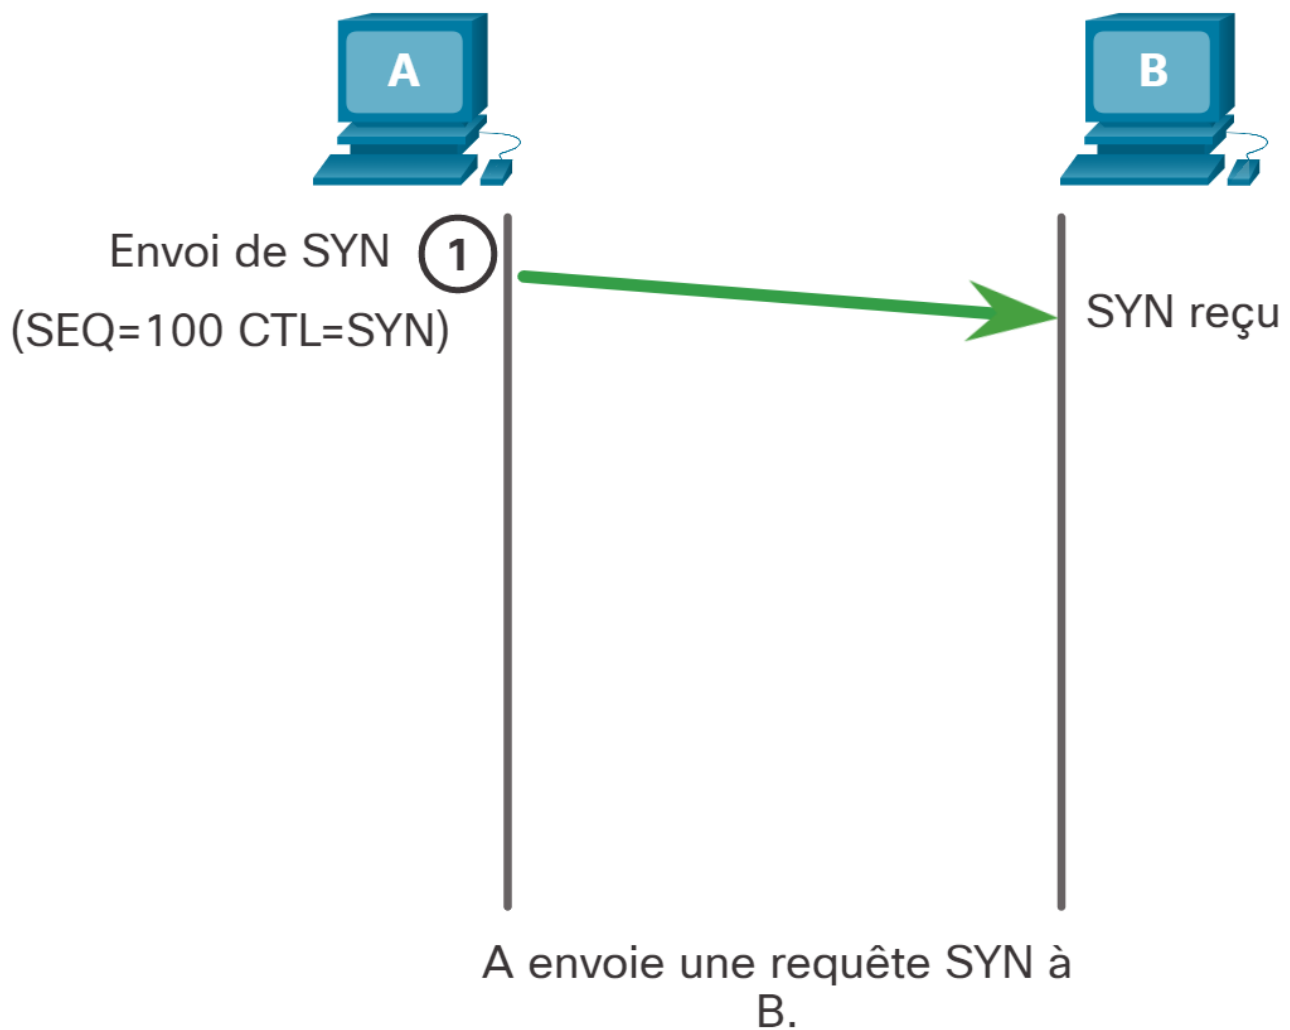 A
B
Envoi de SYN 1
(SEQ=100 CTL=SYN)
SYN reçu
A envoie une requête SYN à
B.